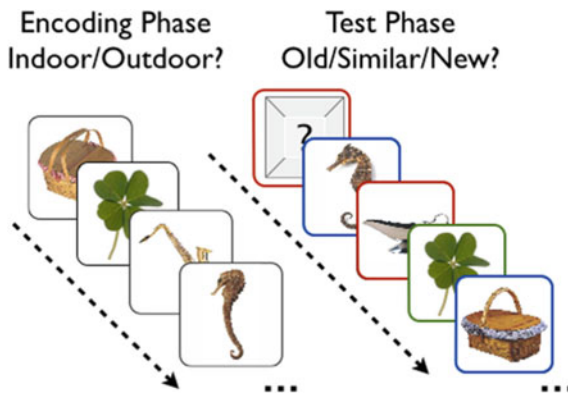 Encoding Phase
Indoor/Outdoor?
Test Phase
Old/Similar/New?
?
...
...